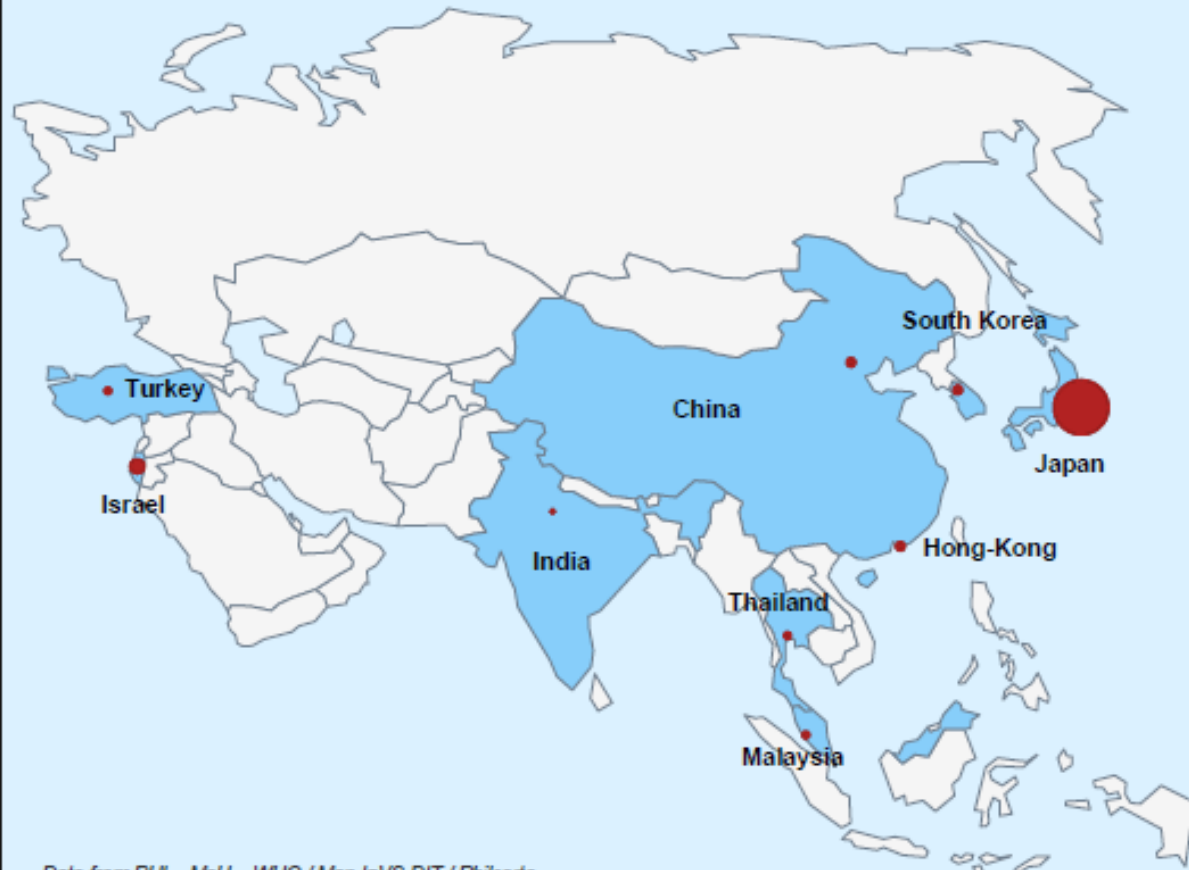 South Korea
Turkey
China
Japan
Israel
Hong-Kong
India
Thailand
Malaysia